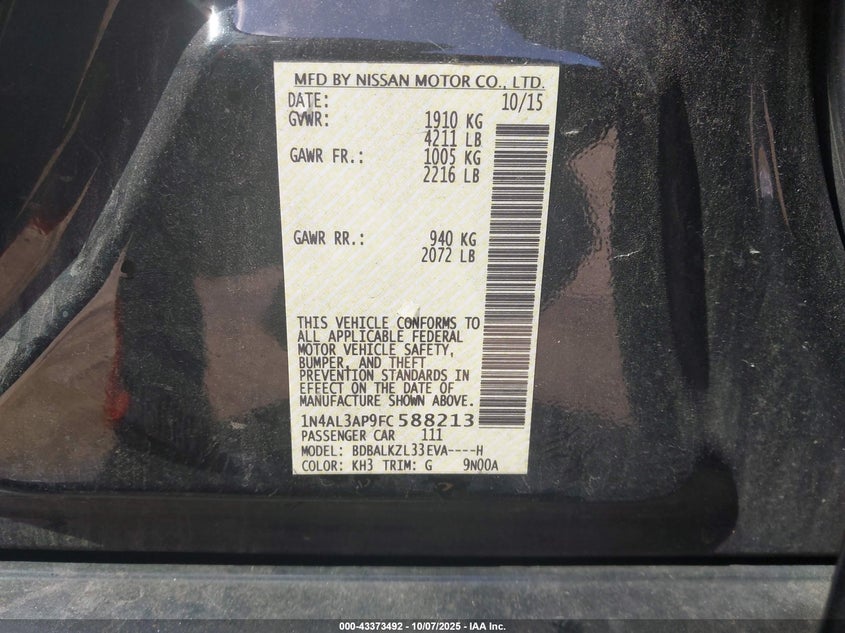 MFD BY NISSAN MOTOR CO., LTD.
DATE: 10/15
GVWR: 1910 KG
4211 LB
GAWR FR.: 1005 KG
2216 LB
GAWR RR.: 940 KG
2072 LB
THIS VEHICLE CONFORMS TO
ALL APPLICABLE FEDERAL
MOTOR VEHICLE SAFETY,
BUMPER, AND THEFT
PREVENTION STANDARDS IN
EFFECT ON THE DATE OF
MANUFACTURE SHOWN ABOVE.
1N4AL3AP9FC588213
PASSENGER CAR 111
MODEL: BDBALKZL33EVA----H
COLOR: KH3 TRIM: G 9N00A
000-43373492 - 10/07/2025 - IAA Inc.